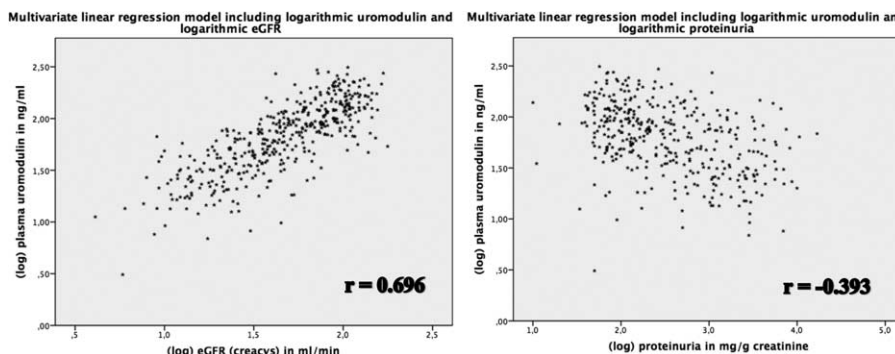 Multivariate linear regression model including logarithmic uromodulin and
logarithmic eGFR
(log) plasma uromodulin in ng/ml
2,50
2,00
1,50
1,00
,50
,00
,5
1,0
1,5
2,0
2,5
r = 0.696
(log) eGFR (creacys) in ml/min
Multivariate linear regression model including logarithmic uromodulin and
logarithmic proteinuria
(log) plasma uromodulin in ng/ml
2,50
2,00
1,50
1,00
,50
,00
1,0
2,0
3,0
4,0
5,0
r = -0.393
(log) proteinuria in mg/g creatinine